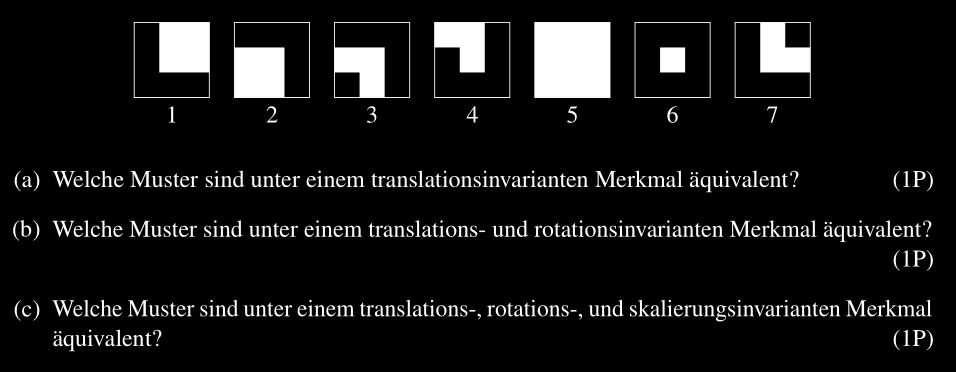 1 2 3 4 5 6 7
(a) Welche Muster sind unter einem translationsinvarianten Merkmal äquivalent? (1P)
(b) Welche Muster sind unter einem translations- und rotationsinvarianten Merkmal äquivalent?
(1P)
(c) Welche Muster sind unter einem translations-, rotations-, und skalierungsinvarianten Merkmal
äquivalent? (1P)